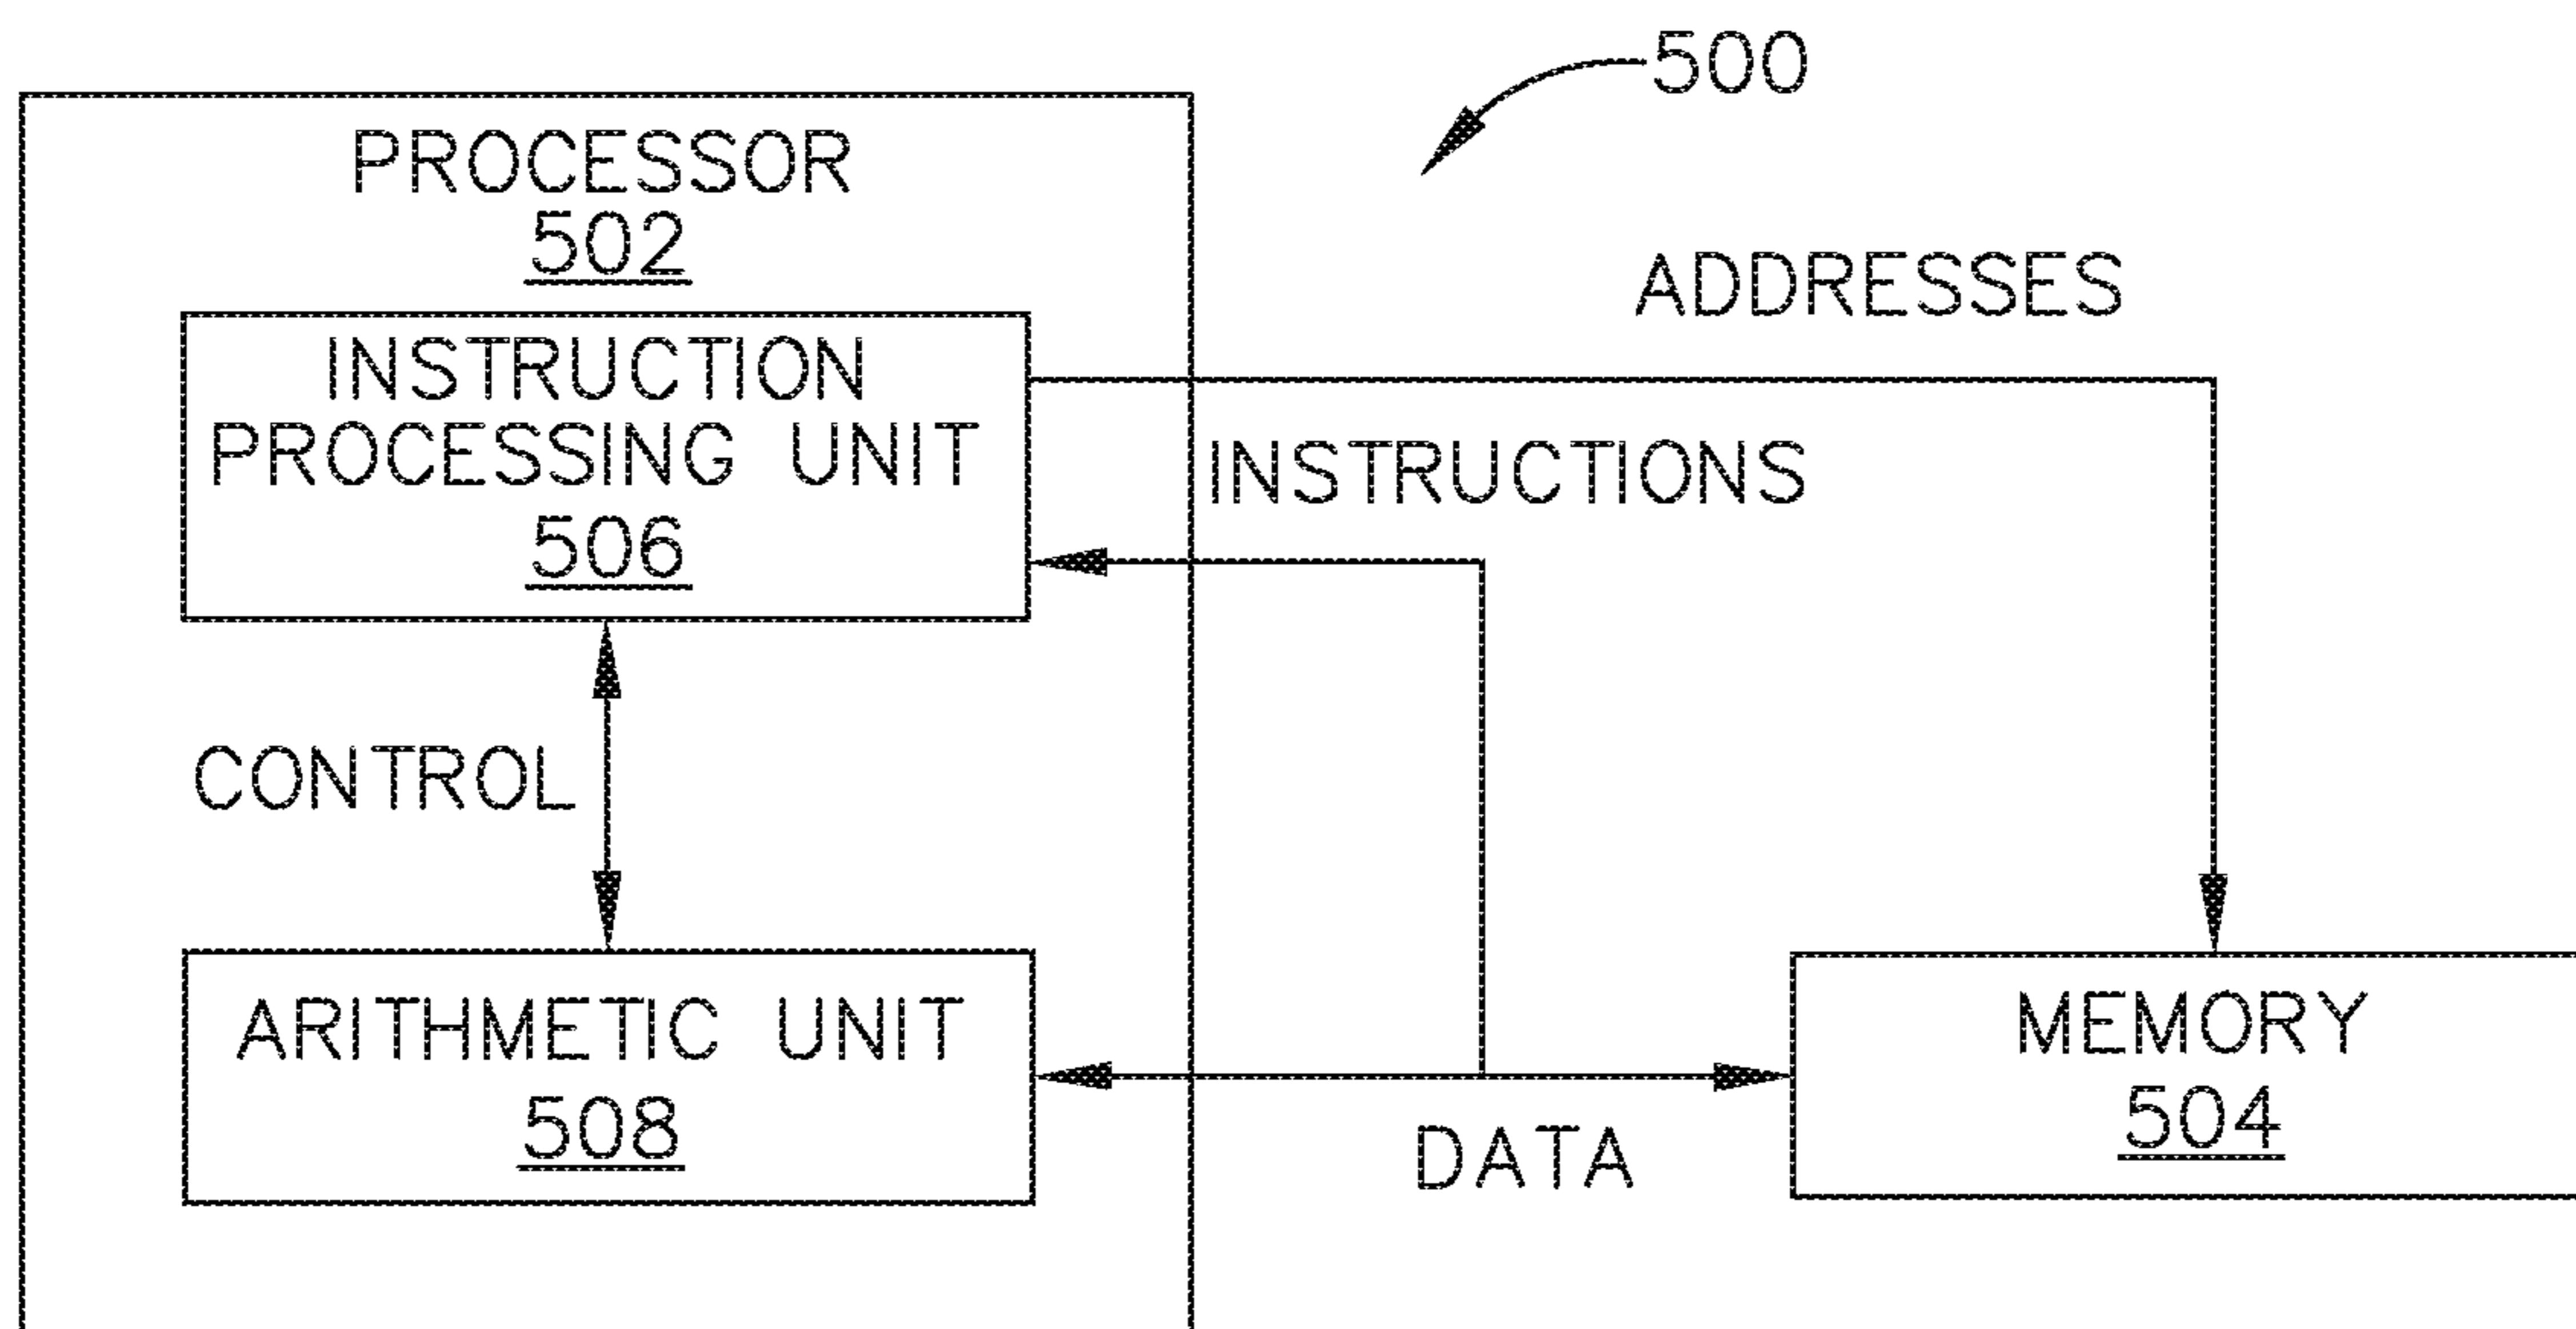 500
PROCESSOR
502
ADDRESSES
INSTRUCTION
PROCESSING UNIT
506
INSTRUCTIONS
CONTROL
ARITHMETIC UNIT
508
DATA
MEMORY
504